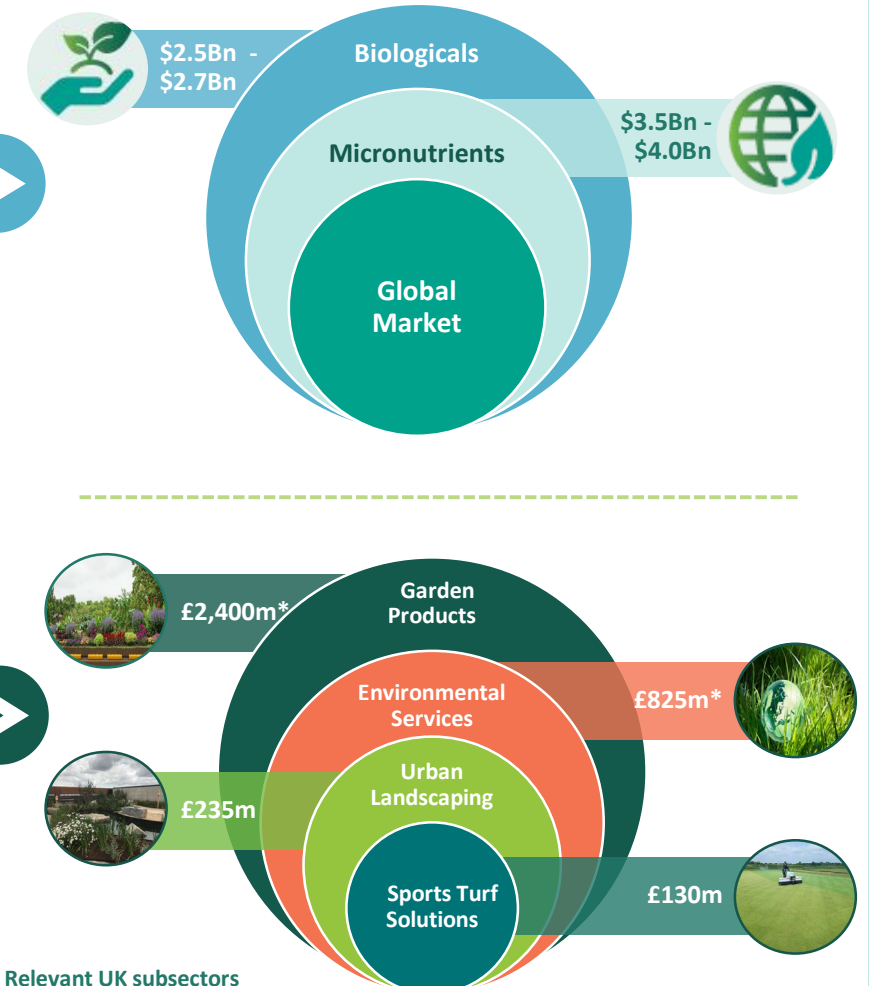 $2.5Bn -
$2.7Bn
Biologicals
$3.5Bn -
$4.0Bn
Micronutrients
Global
Market
£2,400m*
Garden
Products
Environmental
Services
£825m*
£235m
Urban
Landscaping
Sports Turf
Solutions
£130m
Relevant UK subsectors